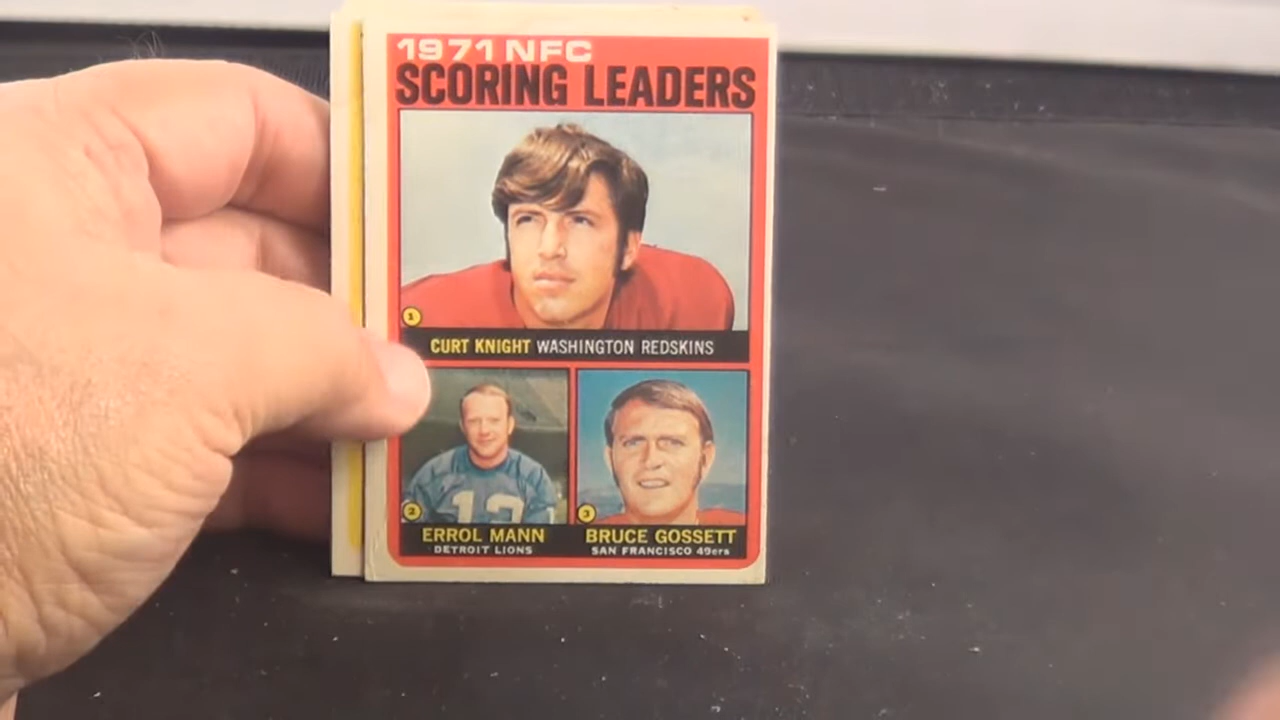 1971 NFC
SCORING LEADERS
1
CURT KNIGHT WASHINGTON REDSKINS
12
2
3
ERROL MANN
DETROIT LIONS
BRUCE GOSSETT
SAN FRANCISCO 49ers